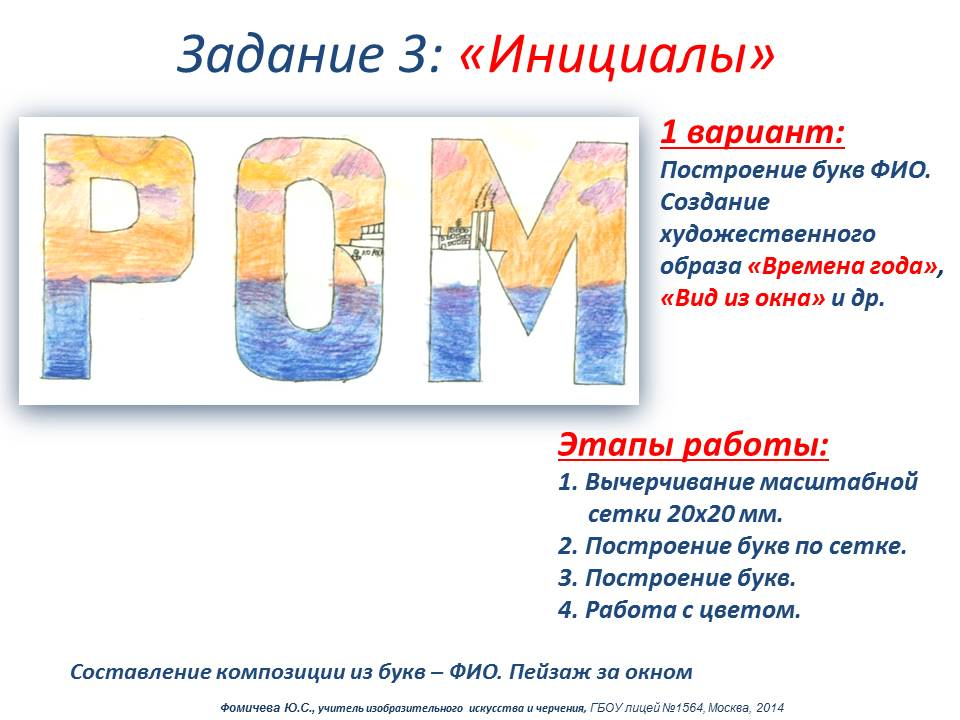 Задание 3: «Инициалы»
РОМ
1 вариант:
Построение букв ФИО.
Создание
художественного
образа «Времена года»,
«Вид из окна» и др.
Этапы работы:
1. Вычерчивание масштабной
сетки 20х20 мм.
2. Построение букв по сетке.
3. Построение букв.
4. Работа с цветом.
Составление композиции из букв – ФИО. Пейзаж за окном
Фомичева Ю.С., учитель изобразительного искусства и черчения, ГБОУ лицей №1564, Москва, 2014